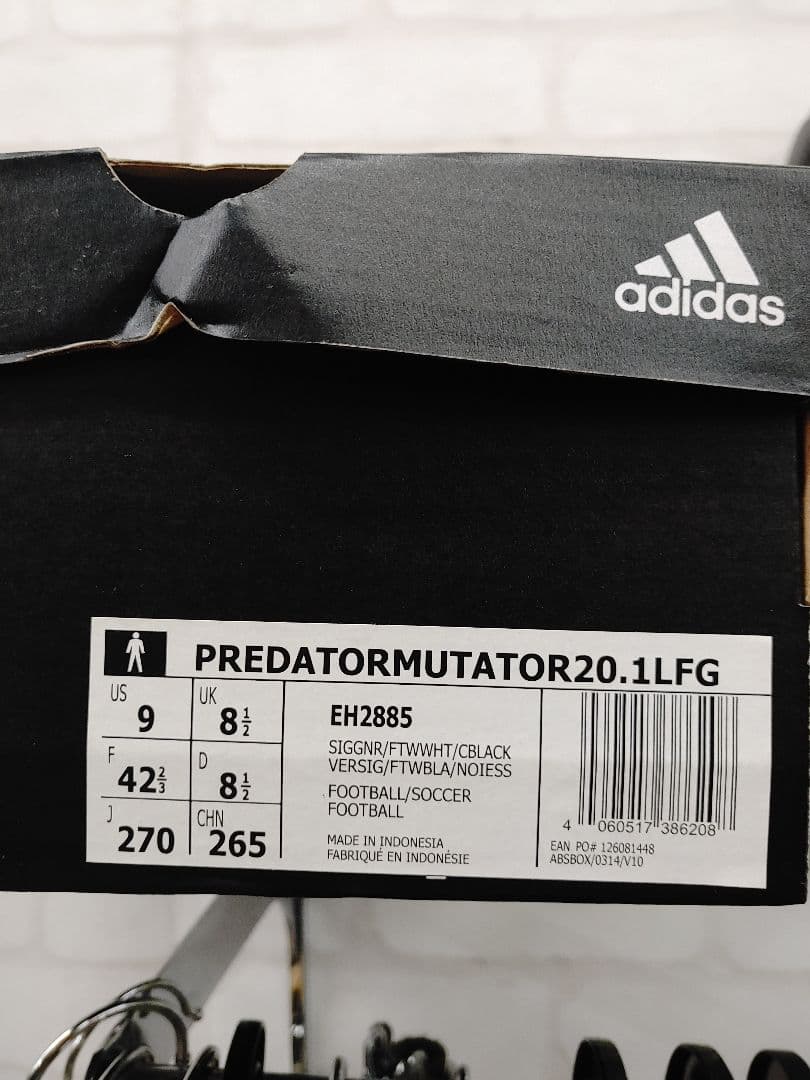 adidas
PREDATORMUTATOR20.1LFG
US
9
UK
8½
F
42⅔
D
8½
J
270
CHN
265
EH2885
SIGGNR/FTWWHT/CBLACK
VERSIG/FTWBLA/NOIESS
FOOTBALL/SOCCER
FOOTBALL
MADE IN INDONESIA
FABRIQUÉ EN INDONÉSIE
4 060517 386208
EAN PO# 126081448
ABSBOX/0314/V10